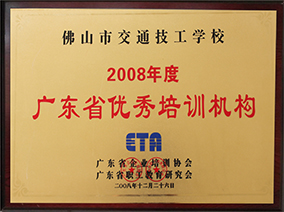 佛山市交通技工学校
2008年度
广东省优秀培训机构
ETA
广东省企业培训协会
广东省职工教育研究会
二00八年十二月二十六日